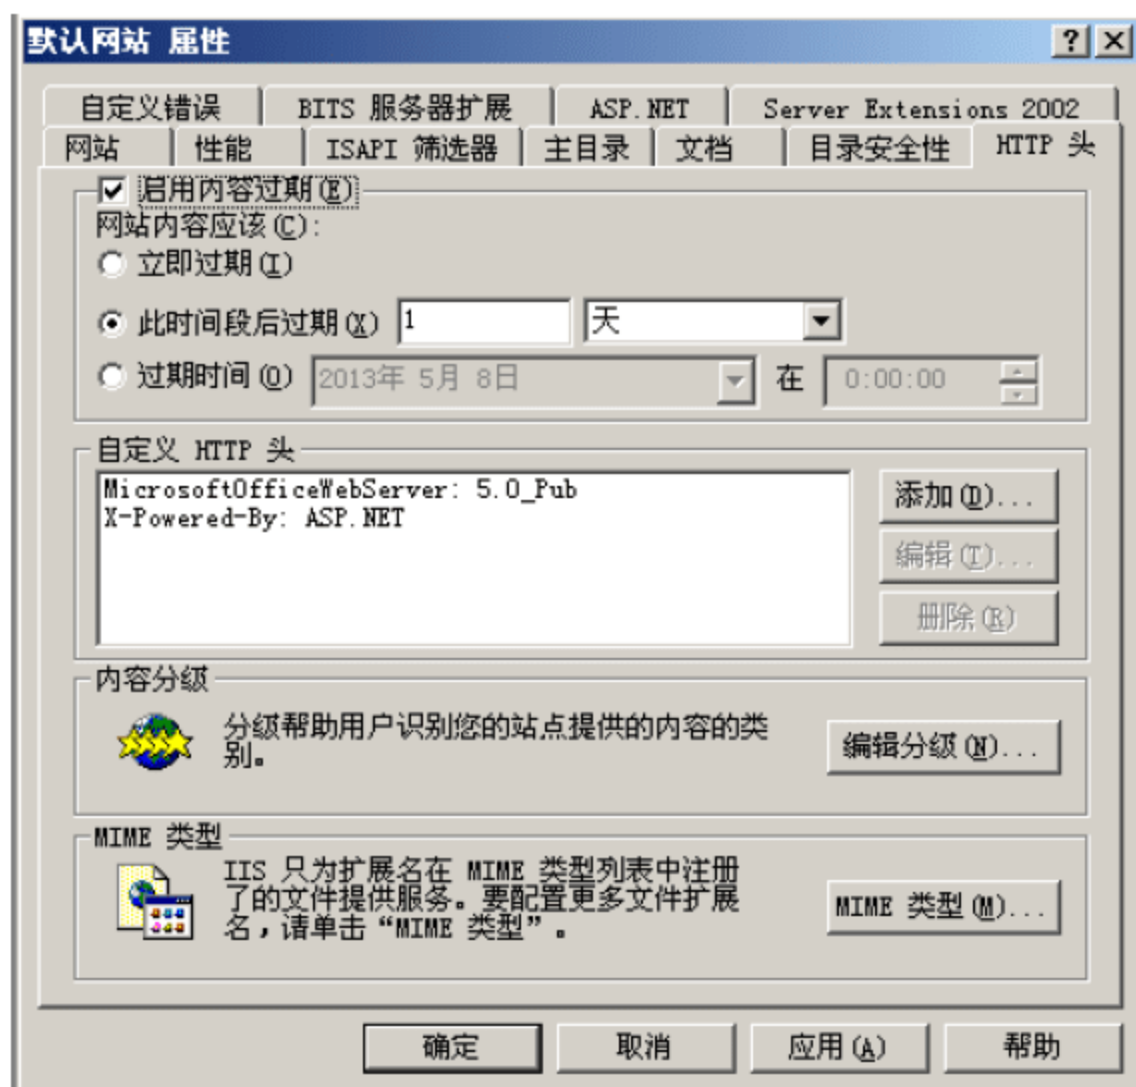 默认网站 属性
自定义错误 BITS 服务器扩展 ASP.NET Server Extensions 2002
网站 性能 ISAPI 筛选器 主目录 文档 目录安全性 HTTP 头
启用内容过期(E)
网站内容应该(C):
立即过期(I)
此时间段后过期(X) 1 天
过期时间(O) 2013年 5月 8日 在 0:00:00
自定义 HTTP 头
MicrosoftOfficeWebServer: 5.0_Pub
X-Powered-By: ASP.NET
添加(D)...
编辑(T)...
删除(R)
内容分级
分级帮助用户识别您的站点提供的内容的类
别。
编辑分级(N)...
MIME 类型
IIS 只为扩展名在 MIME 类型列表中注册
了的文件提供服务。要配置更多文件扩展
名，请单击“MIME 类型”。
MIME 类型(M)...
确定 取消 应用(A) 帮助